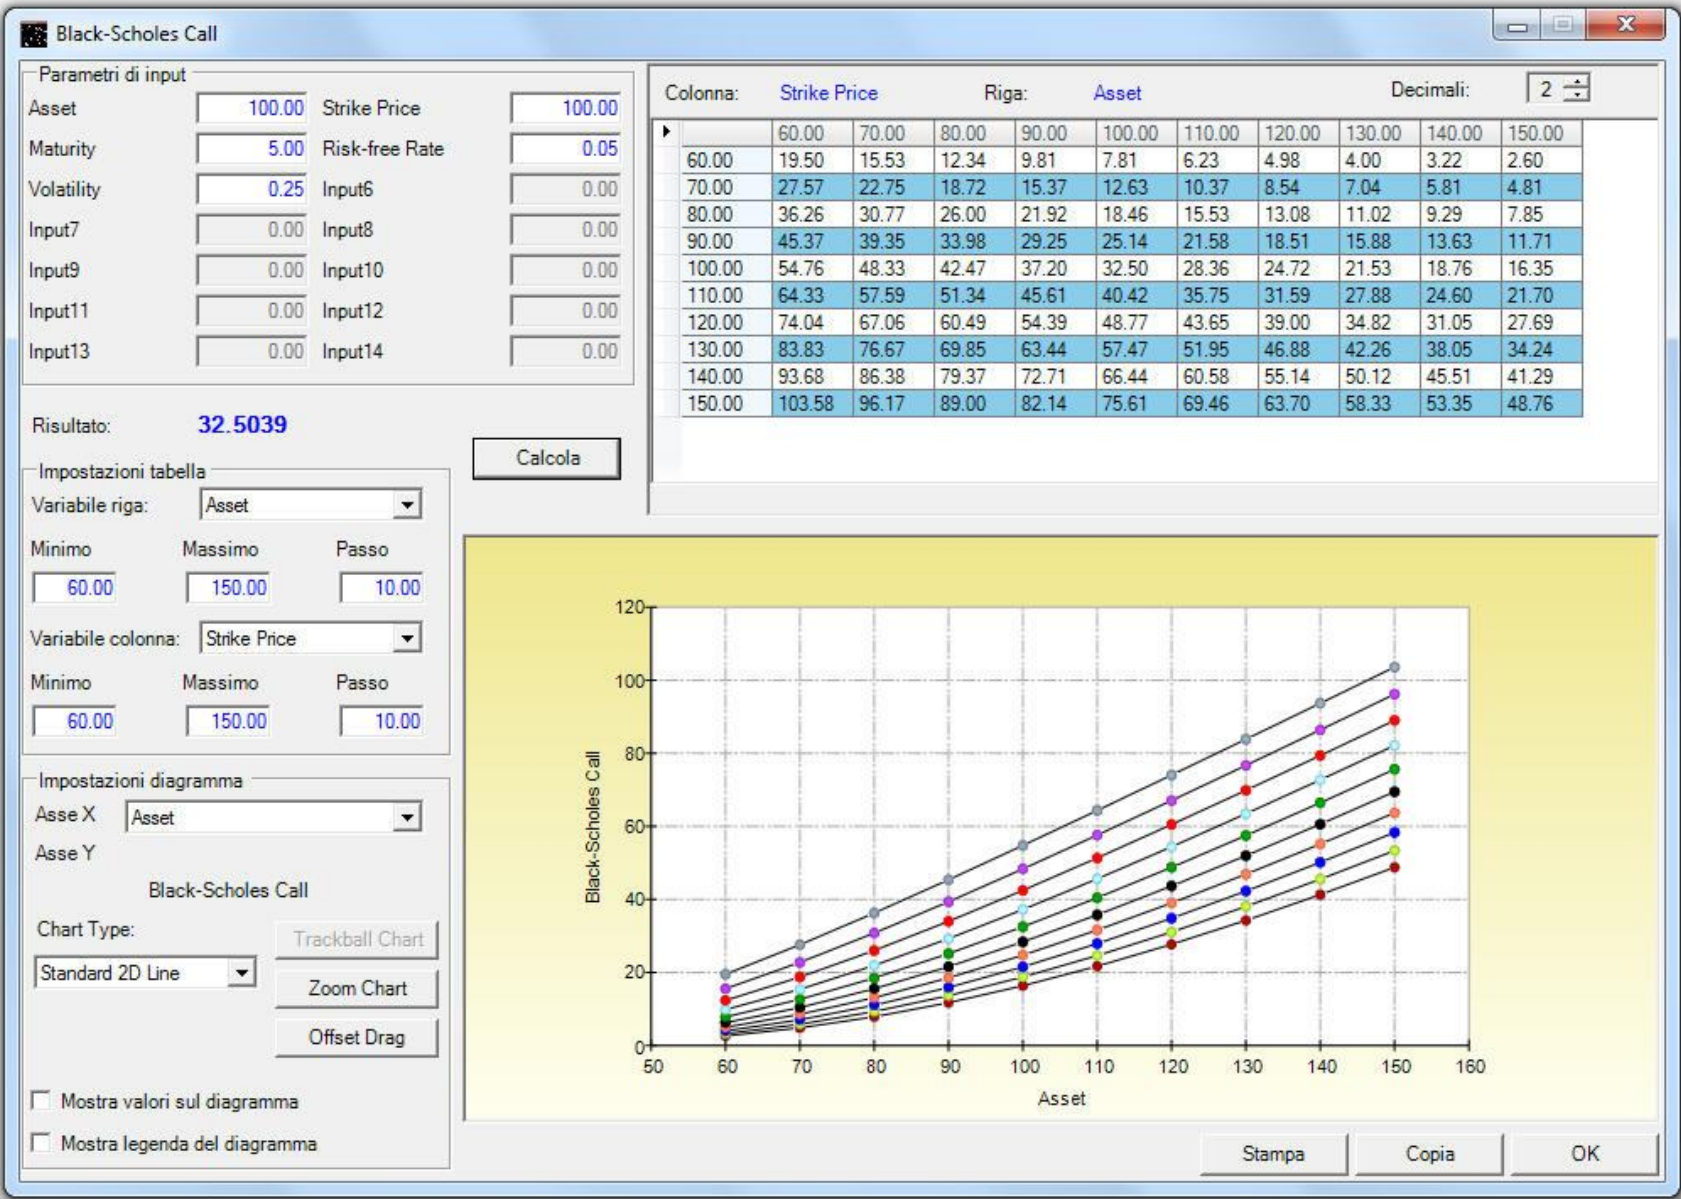 Black-Scholes Call
Parametri di input
Asset 100.00 Strike Price 100.00
Maturity 5.00 Risk-free Rate 0.05
Volatility 0.25 Input6 0.00
Input7 0.00 Input8 0.00
Input9 0.00 Input10 0.00
Input11 0.00 Input12 0.00
Input13 0.00 Input14 0.00
Risultato: 32.5039
Calcola
Impostazioni tabella
Variabile riga: Asset
Minimo Massimo Passo
60.00 150.00 10.00
Variabile colonna: Strike Price
Minimo Massimo Passo
60.00 150.00 10.00
Impostazioni diagramma
Asse X Asset
Asse Y
Black-Scholes Call
Chart Type:
Trackball Chart
Standard 2D Line
Zoom Chart
Offset Drag
Mostra valori sul diagramma
Mostra legenda del diagramma
Colonna: Strike Price Riga: Asset Decimali: 2
60.00 70.00 80.00 90.00 100.00 110.00 120.00 130.00 140.00 150.00
60.00 19.50 15.53 12.34 9.81 7.81 6.23 4.98 4.00 3.22 2.60
70.00 27.57 22.75 18.72 15.37 12.63 10.37 8.54 7.04 5.81 4.81
80.00 36.26 30.77 26.00 21.92 18.46 15.53 13.08 11.02 9.29 7.85
90.00 45.37 39.35 33.98 29.25 25.14 21.58 18.51 15.88 13.63 11.71
100.00 54.76 48.33 42.47 37.20 32.50 28.36 24.72 21.53 18.76 16.35
110.00 64.33 57.59 51.34 45.61 40.42 35.75 31.59 27.88 24.60 21.70
120.00 74.04 67.06 60.49 54.39 48.77 43.65 39.00 34.82 31.05 27.69
130.00 83.83 76.67 69.85 63.44 57.47 51.95 46.88 42.26 38.05 34.24
140.00 93.68 86.38 79.37 72.71 66.44 60.58 55.14 50.12 45.51 41.29
150.00 103.58 96.17 89.00 82.14 75.61 69.46 63.70 58.33 53.35 48.76
120
100
80
60
40
20
0
Black-Scholes Call
50 60 70 80 90 100 110 120 130 140 150 160
Asset
Stampa Copia OK